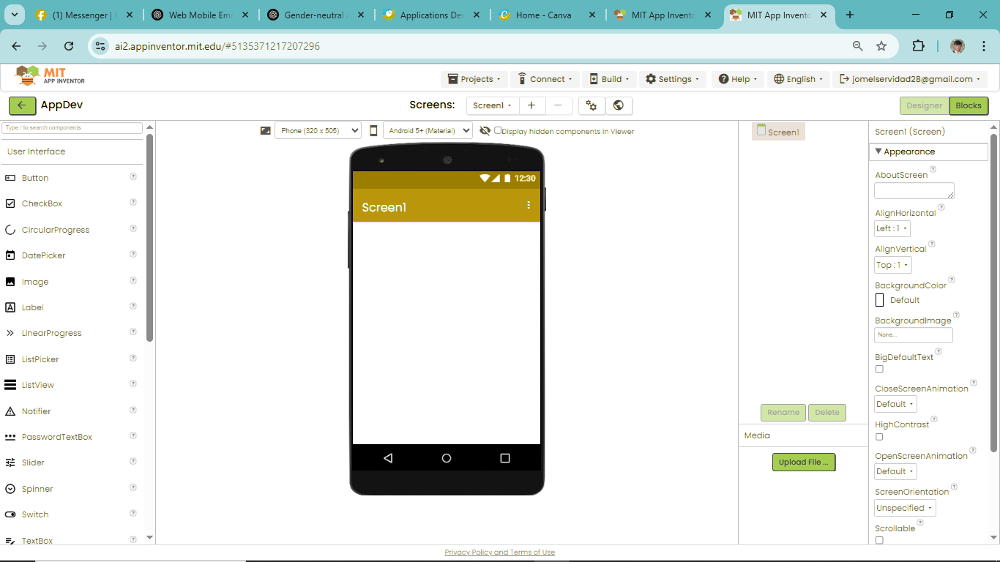 (1) Messenger |
Web Mobile Em
Gender-neutral
Applications De
Home - Canva
MIT App Invento
MIT App Invento
ai2.appinventor.mit.edu/#5135371217207296
MIT
APP INVENTOR
Projects
Connect
Build
Settings
Help
English
jomelservidad28@gmail.com
AppDev
Screens:
Screen1
Designer
Blocks
Type / to search components
User Interface
Button
CheckBox
CircularProgress
DatePicker
Image
Label
LinearProgress
ListPicker
ListView
Notifier
PasswordTextBox
Slider
Spinner
Switch
TextBox
Phone (320 x 505)
Android 5+ (Material)
Display hidden components in Viewer
12:30
Screen1
Screen1
Rename
Delete
Media
Upload File ...
Screen1 (Screen)
Appearance
AboutScreen
AlignHorizontal
Left : 1
AlignVertical
Top : 1
BackgroundColor
Default
BackgroundImage
None...
BigDefaultText
CloseScreenAnimation
Default
HighContrast
OpenScreenAnimation
Default
ScreenOrientation
Unspecified
Scrollable
Privacy Policy and Terms of Use